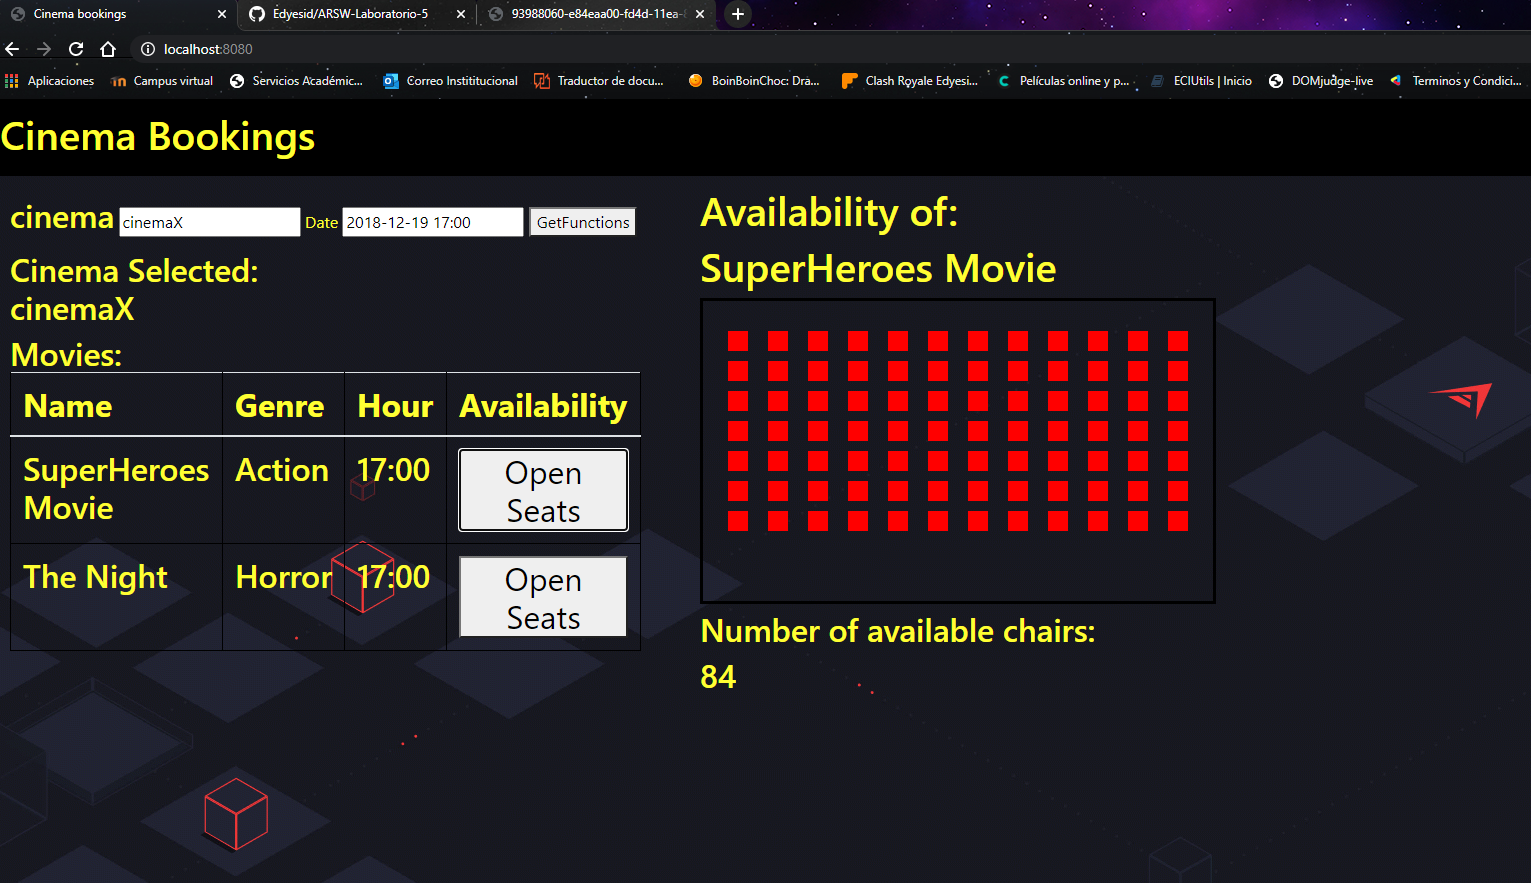 Cinema bookings
Edyesid/ARSW-Laboratorio-5
93988060-e84eaa00-fd4d-11ea-
localhost:8080
Aplicaciones
Campus virtual
Servicios Académic...
Correo Instititucional
Traductor de docu...
BoinBoinChoc: Dra...
Clash Royale Edyesi...
Películas online y p...
ECIUtils | Inicio
DOMjudge-live
Terminos y Condici...
Cinema Bookings
cinema cinemaX Date 2018-12-19 17:00 GetFunctions
Cinema Selected:
cinemaX
Movies:
Name Genre Hour Availability
SuperHeroes Movie Action 17:00 Open Seats
The Night Horror 17:00 Open Seats
Availability of:
SuperHeroes Movie
Number of available chairs:
84